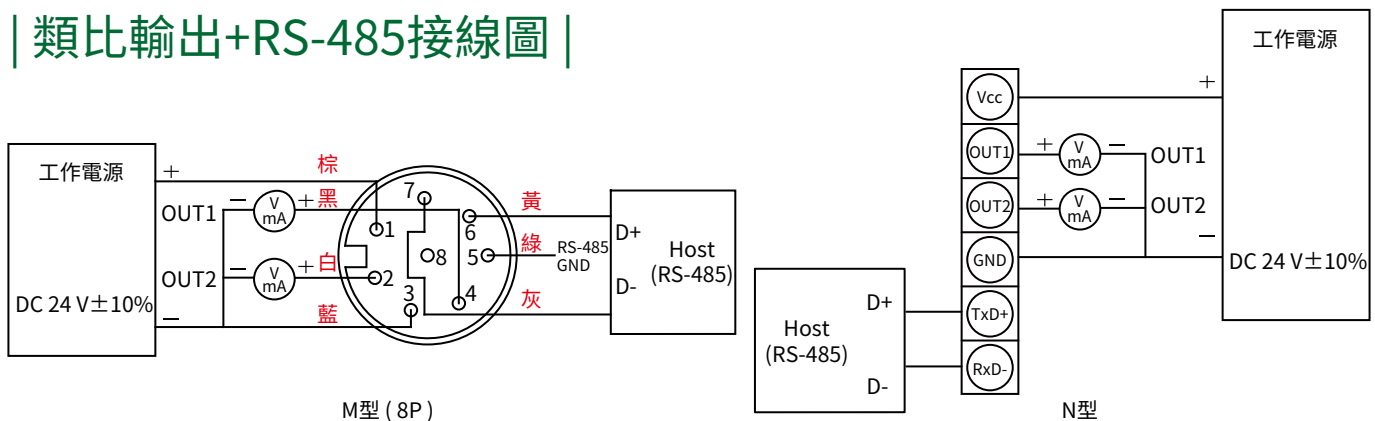 |類比輸出+RS-485接線圖|
工作電源
+
OUT1
OUT2
DC 24 V±10%
−
− V mA +
− V mA +
棕
黑
白
藍
1
2
3
4
5
6
7
8
黃
綠
灰
RS-485
GND
D+
D-
Host
(RS-485)
M型 ( 8P )
Host
(RS-485)
D+
D-
Vcc
OUT1
OUT2
GND
TxD+
RxD-
+ V mA − OUT1
+ V mA − OUT2
工作電源
+
−
DC 24 V±10%
N型